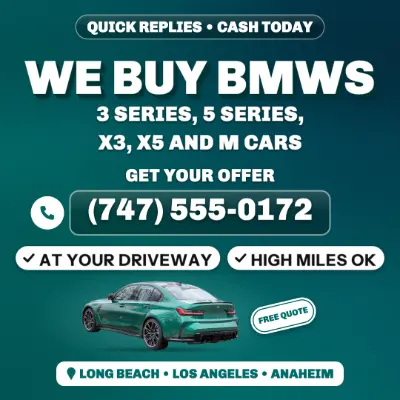 QUICK REPLIES • CASH TODAY
WE BUY BMWS
3 SERIES, 5 SERIES,
X3, X5 AND M CARS
GET YOUR OFFER
(747) 555-0172
✓ AT YOUR DRIVEWAY ✓ HIGH MILES OK
FREE QUOTE
LONG BEACH • LOS ANGELES • ANAHEIM